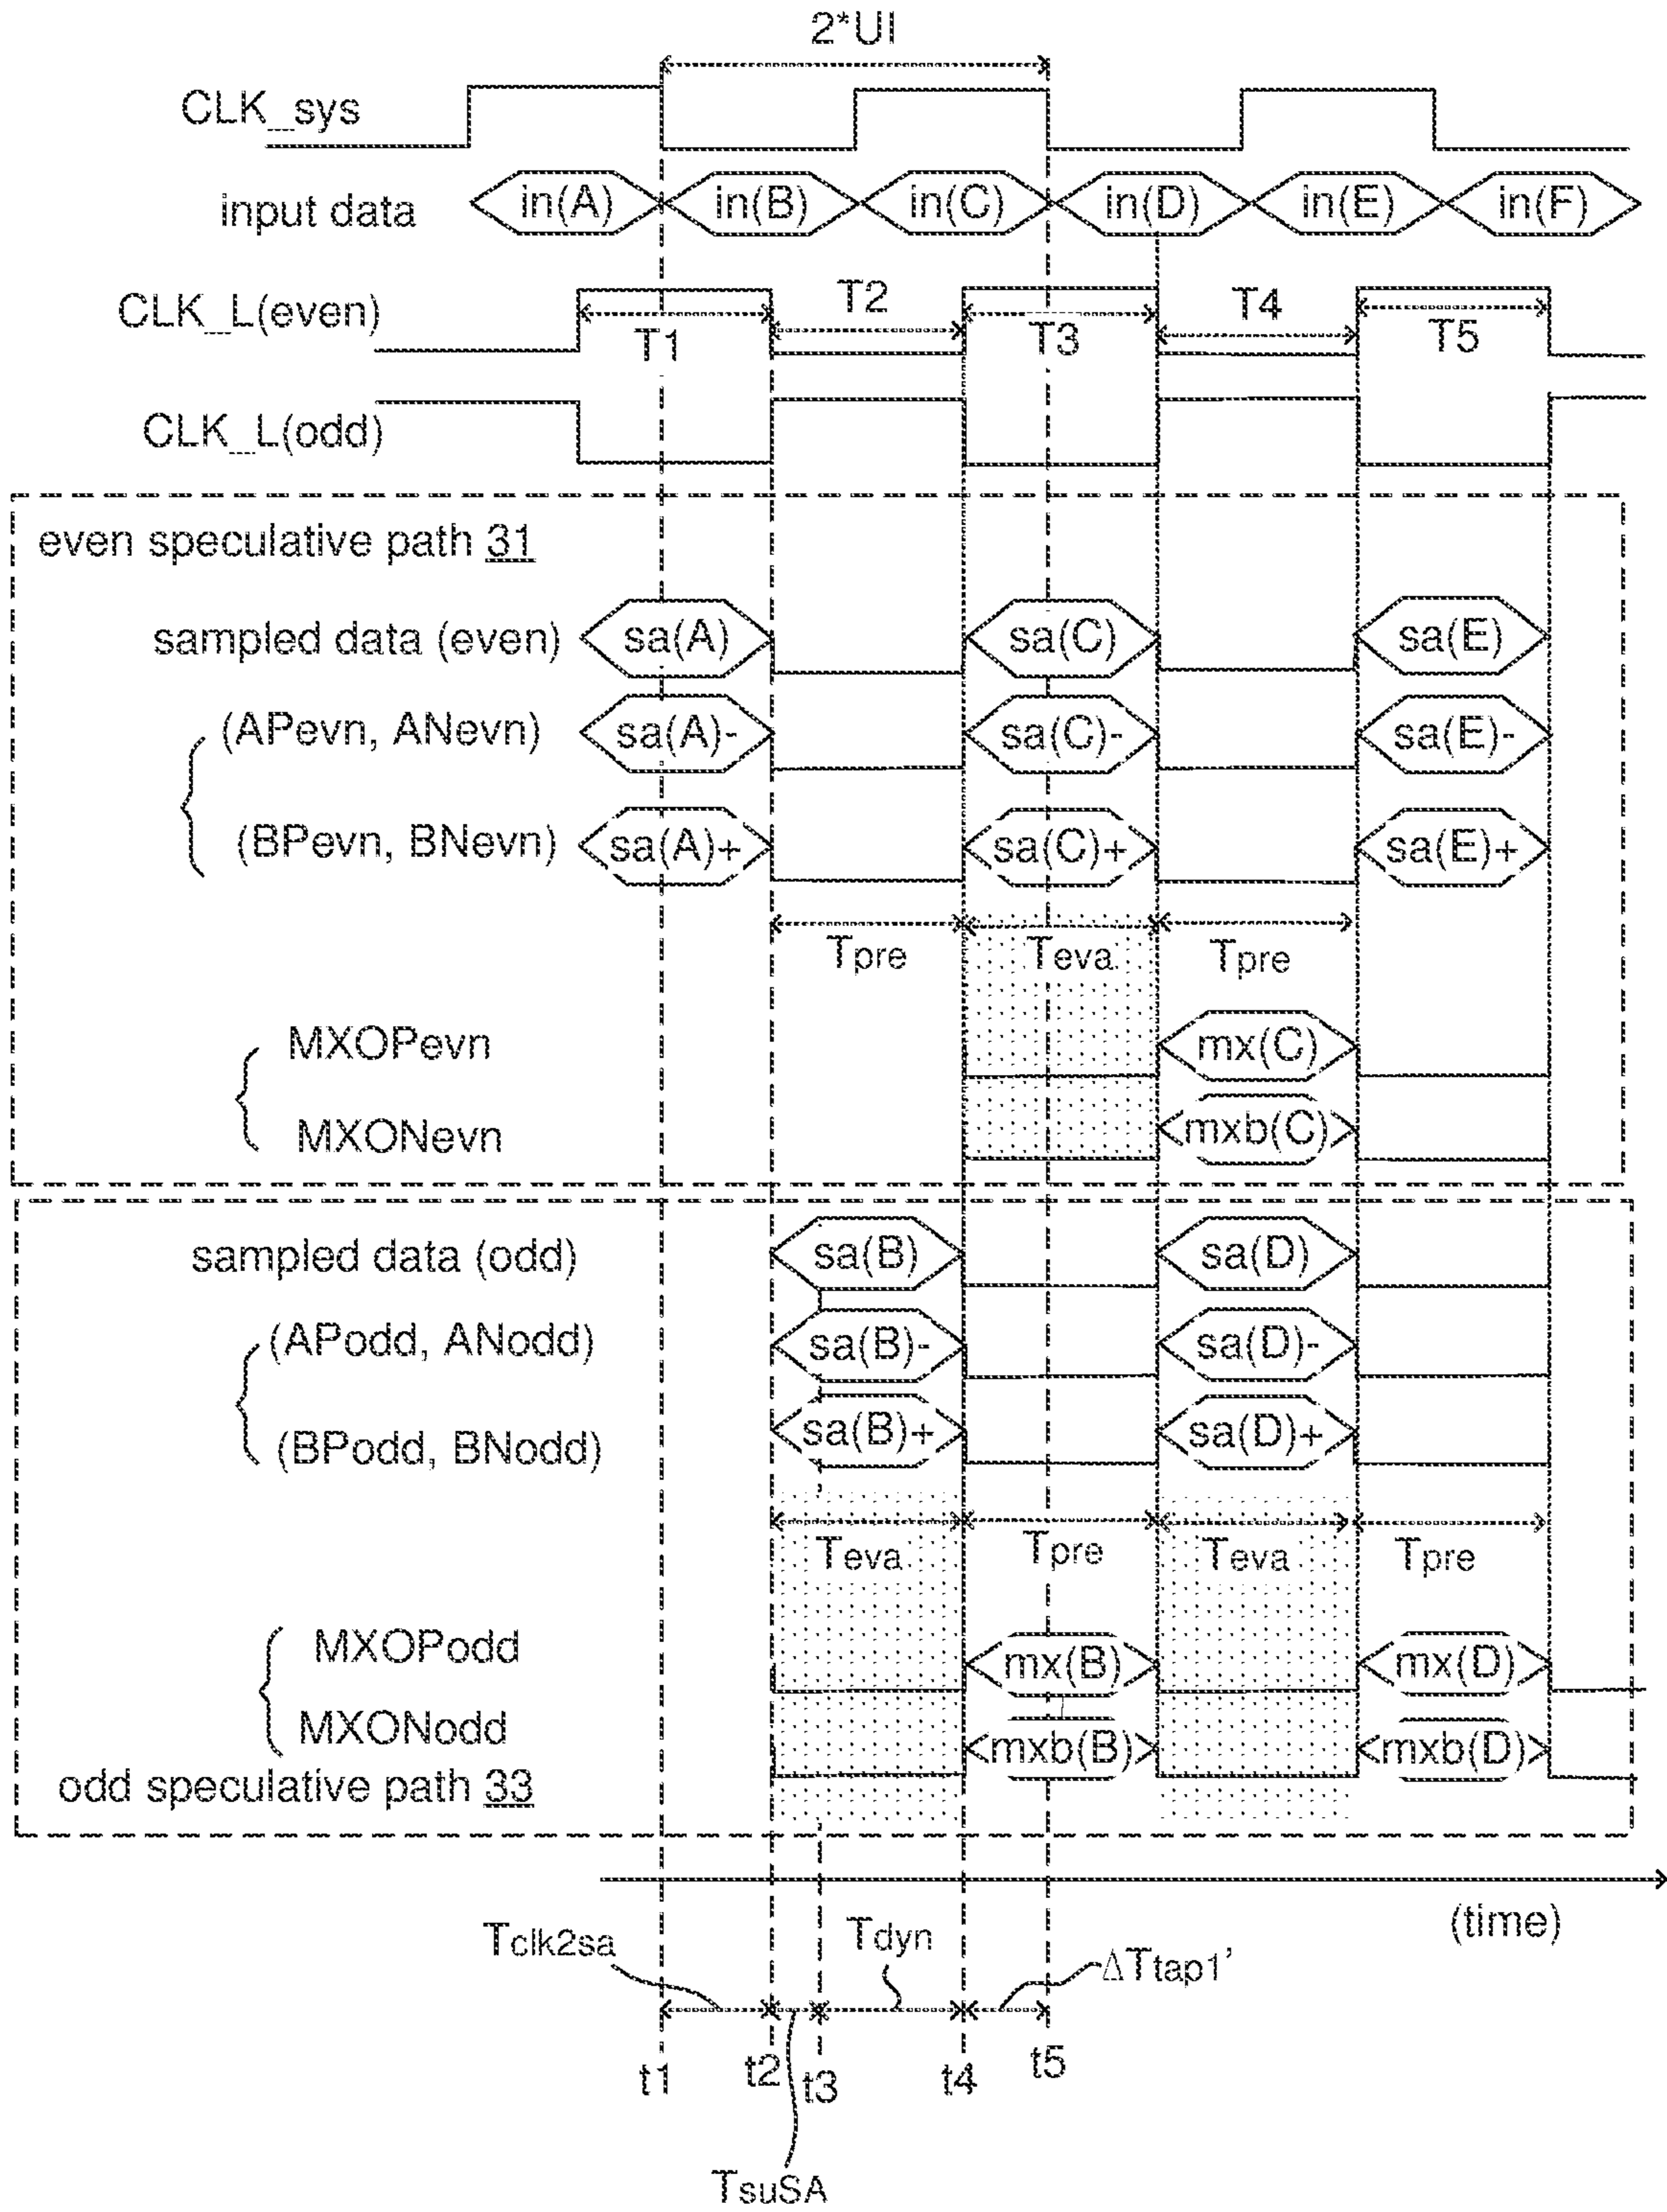 2*UI
CLK_sys
input data in(A) in(B) in(C) in(D) in(E) in(F)
CLK_L(even) T1 T2 T3 T4 T5
CLK_L(odd)
even speculative path 31
sampled data (even) sa(A) sa(C) sa(E)
(APevn, ANevn) sa(A)- sa(C)- sa(E)-
(BPevn, BNevn) sa(A)+ sa(C)+ sa(E)+
Tpre Teva Tpre
MXOPevn mx(C)
MXONevn mxb(C)
sampled data (odd) sa(B) sa(D)
(APodd, ANodd) sa(B)- sa(D)-
(BPodd, BNodd) sa(B)+ sa(D)+
Teva Tpre Teva Tpre
MXOPodd mx(B) mx(D)
MXONodd mxb(B) mxb(D)
odd speculative path 33
(time)
Tclk2sa Tdyn ΔTtap1'
t1 t2 t3 t4 t5
TsuSA